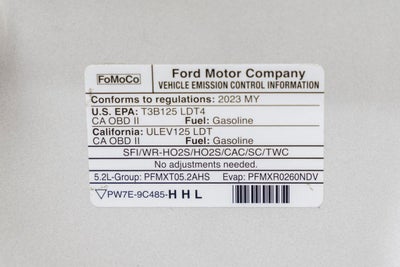 FoMoCo
Ford Motor Company
VEHICLE EMISSION CONTROL INFORMATION
Conforms to regulations: 2023 MY
U.S. EPA: T3B125 LDT4
CA OBD II Fuel: Gasoline
California: ULEV125 LDT
CA OBD II Fuel: Gasoline
SFI/WR-HO2S/HO2S/CAC/SC/TWC
No adjustments needed.
5.2L-Group: PFMXT05.2AHS Evap: PFMXR0260NDV
PW7E-9C485-HHL